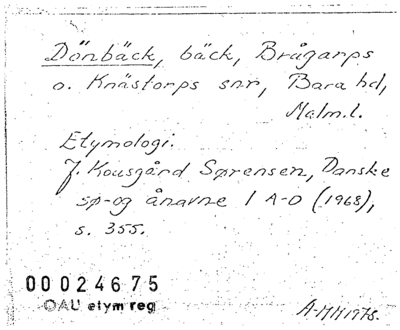 Dönbäck, bäck, Brågarps
o. Knästorps snr, Bara hd,
Malm.l.
Etymologi.
J. Kousgård Sørensen, Danske
sø- og ånavne 1 A-D (1968),
s. 355.
00024675
OAU etym reg